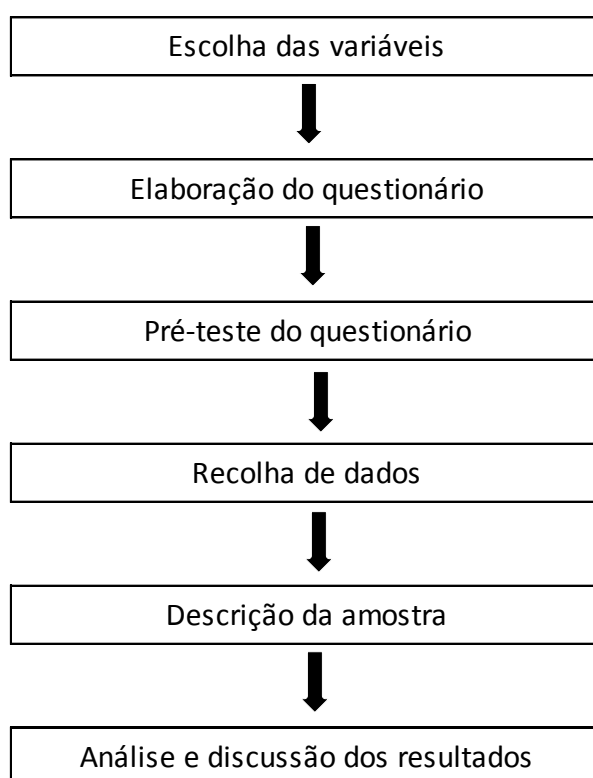 Escolha das variáveis
Elaboração do questionário
Pré-teste do questionário
Recolha de dados
Descrição da amostra
Análise e discussão dos resultados